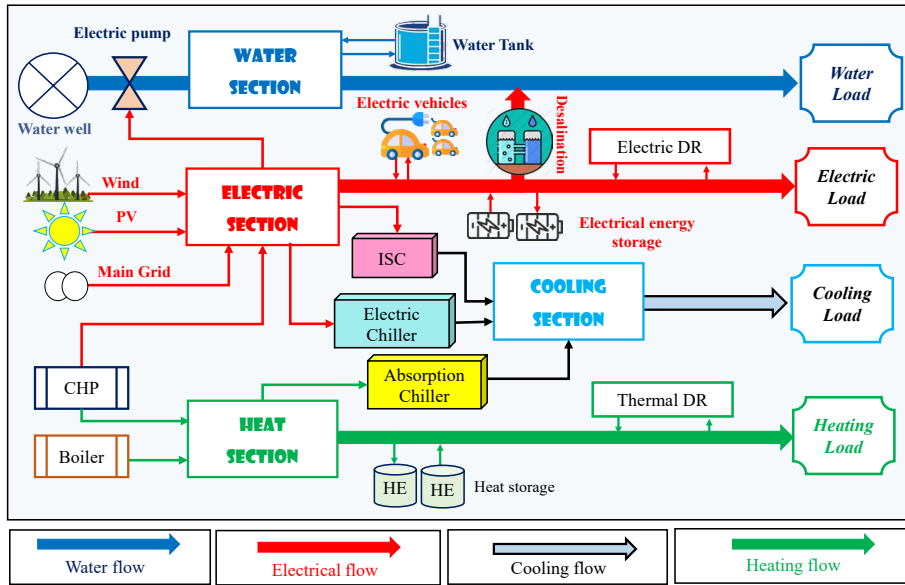 Electric pump
WATER
SECTION
Water Tank
Water
Load
Water well
Electric vehicles
Desalination
Electric DR
Wind
ELECTRIC
SECTION
Electric
Load
PV
Electrical energy
storage
Main Grid
ISC
COOLING
SECTION
Cooling
Load
Electric
Chiller
Absorption
Chiller
CHP
Thermal DR
HEAT
SECTION
Heating
Load
Boiler
HE
HE
Heat storage
Water flow
Electrical flow
Cooling flow
Heating flow